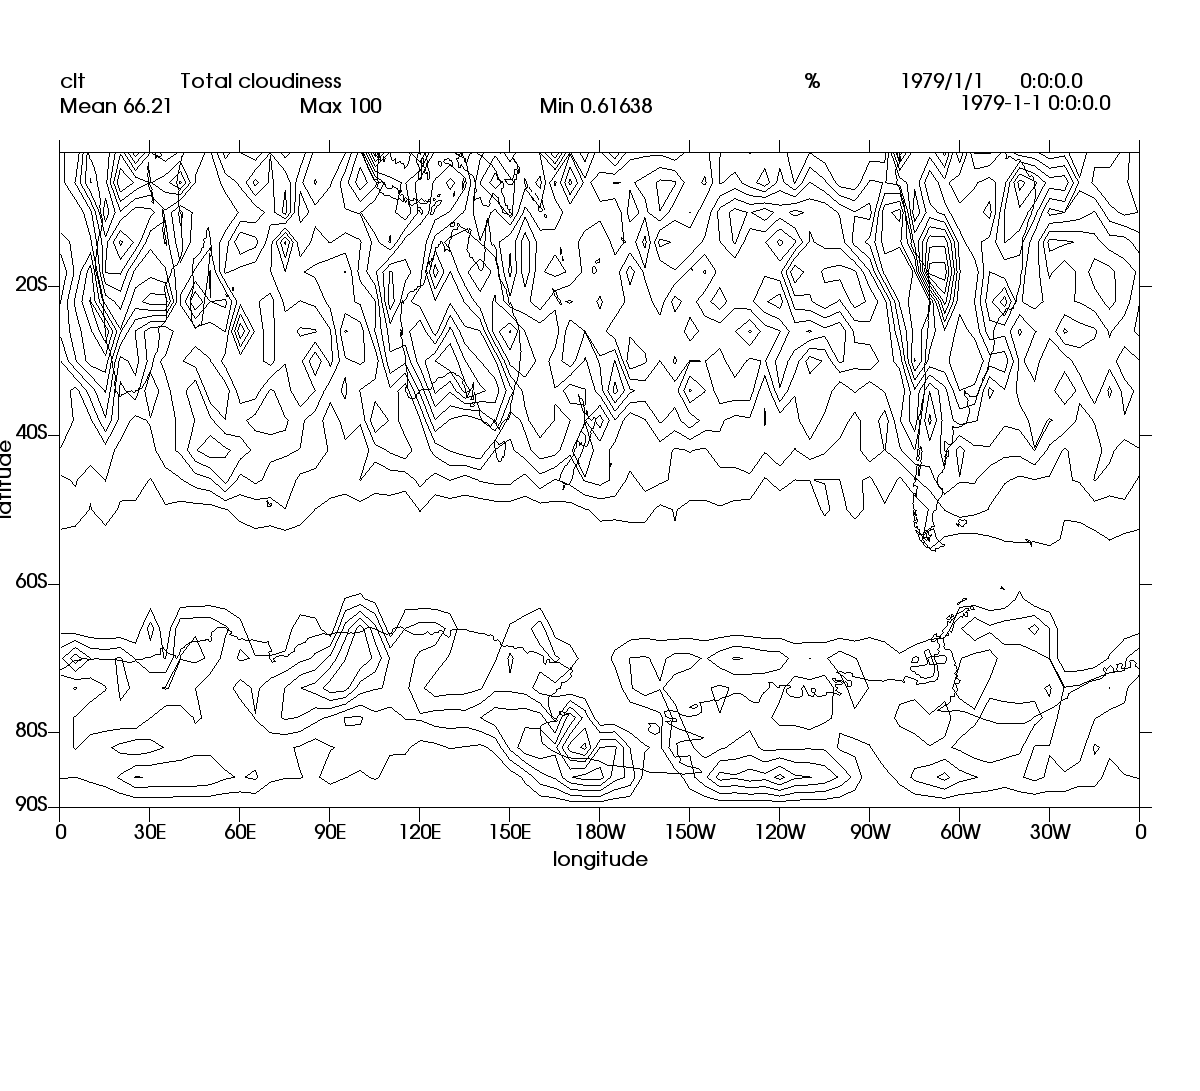 clt Total cloudiness % 1979/1/1 0:0:0.0
Mean 66.21 Max 100 Min 0.61638 1979-1-1 0:0:0.0
20S
40S
60S
80S
90S
latitude
0 30E 60E 90E 120E 150E 180W 150W 120W 90W 60W 30W 0
longitude